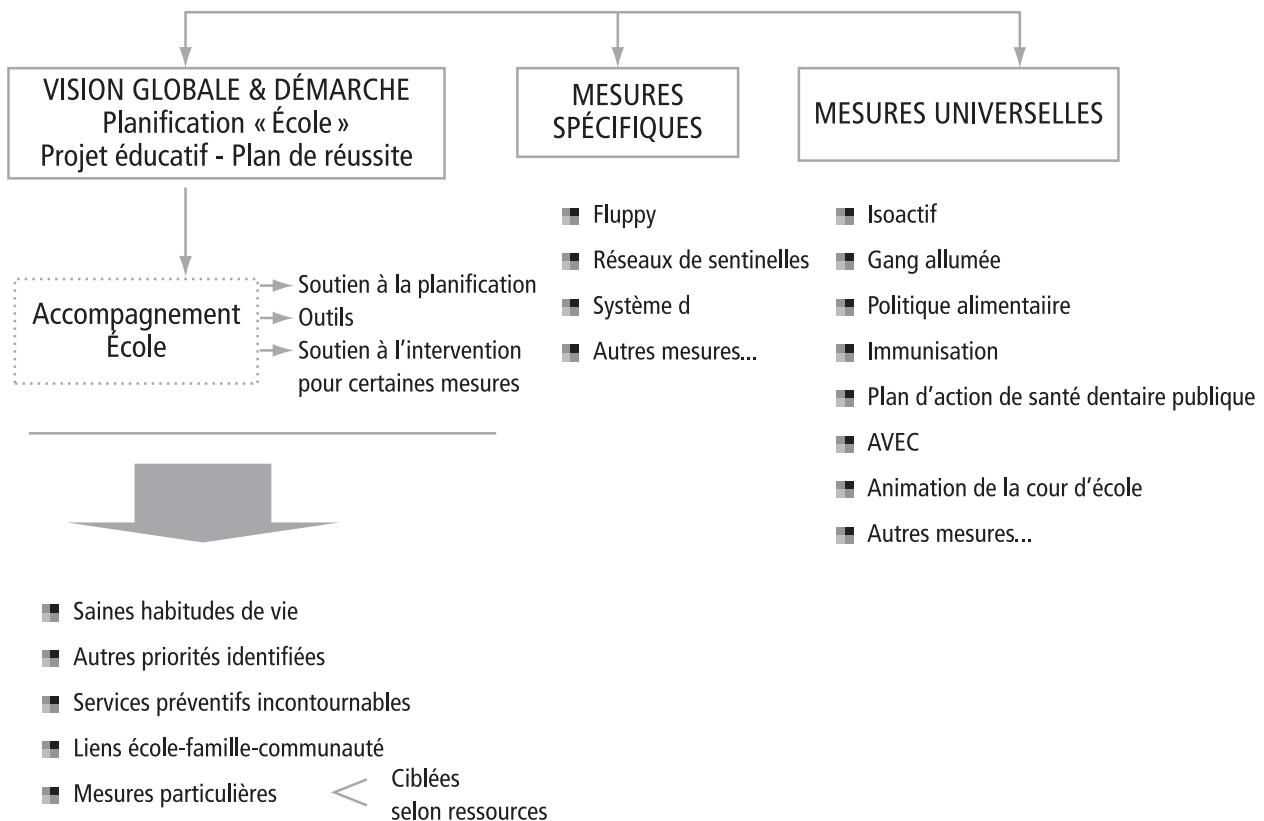 VISION GLOBALE & DÉMARCHE
Planification « École »
Projet éducatif - Plan de réussite
Accompagnement
École
Soutien à la planification
Outils
Soutien à l'intervention
pour certaines mesures
Saines habitudes de vie
Autres priorités identifiées
Services préventifs incontournables
Liens école-famille-communauté
Mesures particulières
Ciblées
selon ressources
MESURES
SPÉCIFIQUES
Fluppy
Réseaux de sentinelles
Système d
Autres mesures...
MESURES UNIVERSELLES
Isoactif
Gang allumée
Politique alimentaiire
Immunisation
Plan d'action de santé dentaire publique
AVEC
Animation de la cour d'école
Autres mesures...